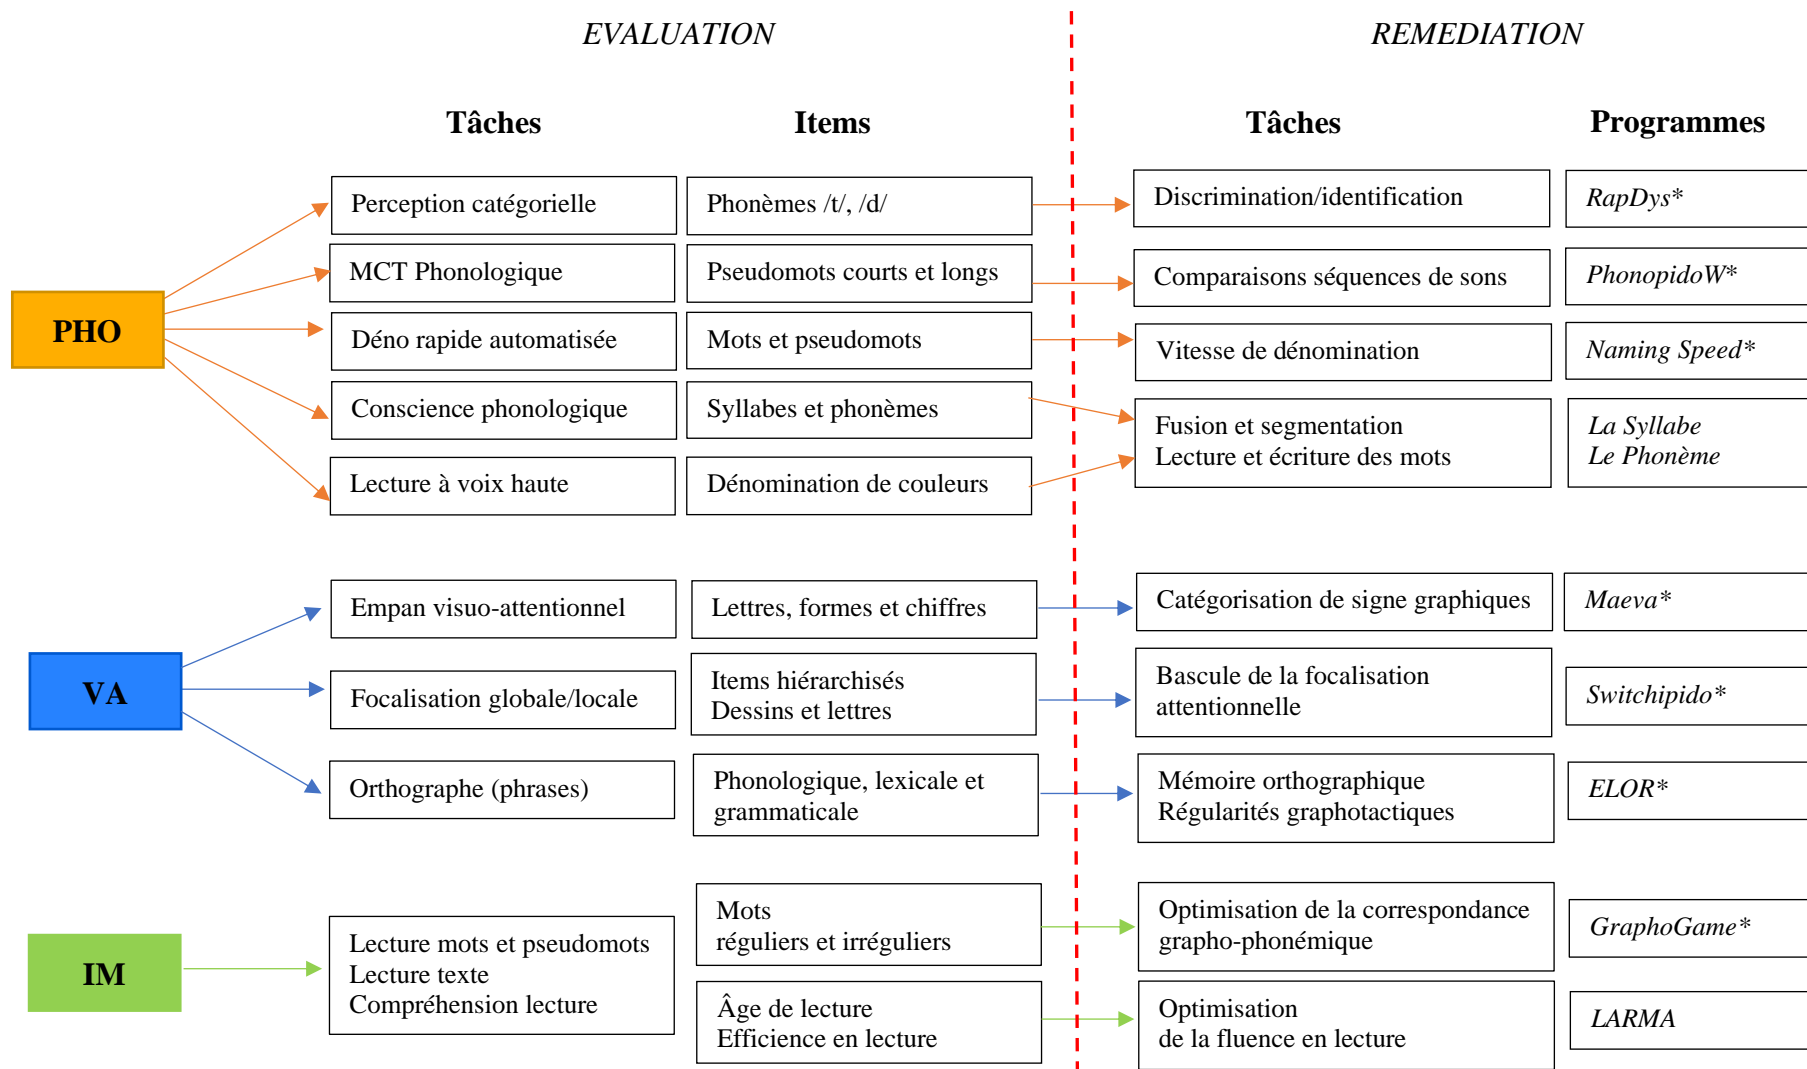 EVALUATION
REMEDIATION
Tâches
Items
Tâches
Programmes
PHO
Perception catégorielle
Phonèmes /t/, /d/
Discrimination/identification
RapDys*
MCT Phonologique
Pseudomots courts et longs
Comparaisons séquences de sons
PhonopidoW*
Déno rapide automatisée
Mots et pseudomots
Vitesse de dénomination
Naming Speed*
Conscience phonologique
Syllabes et phonèmes
Fusion et segmentation
Lecture et écriture des mots
La Syllabe
Le Phonème
Lecture à voix haute
Dénomination de couleurs
VA
Empan visuo-attentionnel
Lettres, formes et chiffres
Catégorisation de signe graphiques
Maeva*
Focalisation globale/locale
Items hiérarchisés
Dessins et lettres
Bascule de la focalisation
attentionnelle
Switchipido*
Orthographe (phrases)
Phonologique, lexicale et
grammaticale
Mémoire orthographique
Régularités graphotactiques
ELOR*
IM
Lecture mots et pseudomots
Lecture texte
Compréhension lecture
Mots
réguliers et irréguliers
Optimisation de la correspondance
grapho-phonémique
GraphoGame*
Âge de lecture
Efficience en lecture
Optimisation
de la fluence en lecture
LARMA